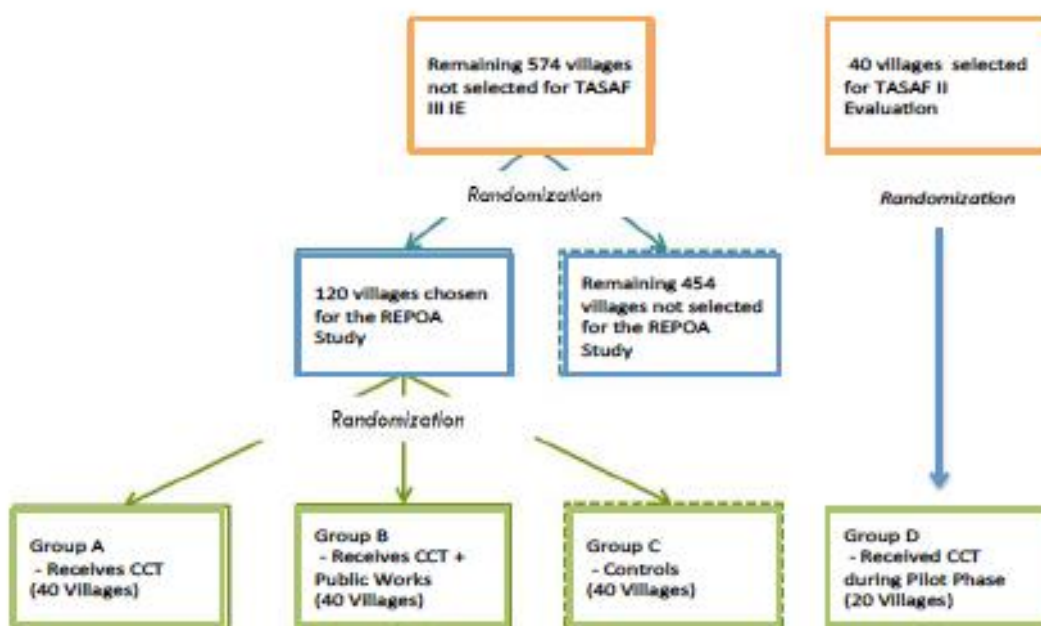 Remaining 574 villages
not selected for TASAF
III IE
40 villages selected
for TASAF II
Evaluation
Randomization
Randomization
120 villages chosen
for the REPOA
Study
Remaining 454
villages not selected
for the REPOA
Study
Randomization
Group A
- Receives CCT
(40 Villages)
Group B
- Receives CCT +
Public Works
(40 Villages)
Group C
- Controls
(40 Villages)
Group D
- Received CCT
during Pilot Phase
(20 Villages)